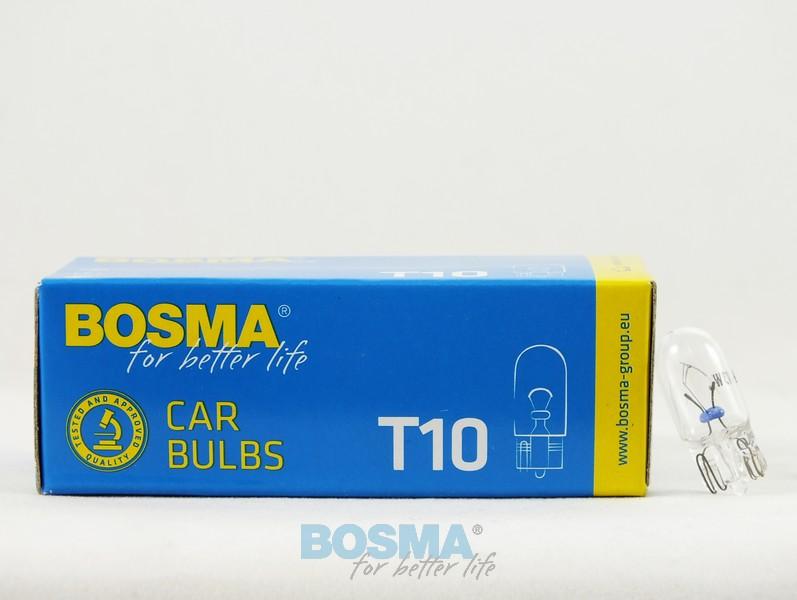 T10
BOSMA®
for better life
TESTED AND APPROVED
QUALITY
CAR
BULBS
T10
www.bosma-group.eu
BOSMA®
for better life